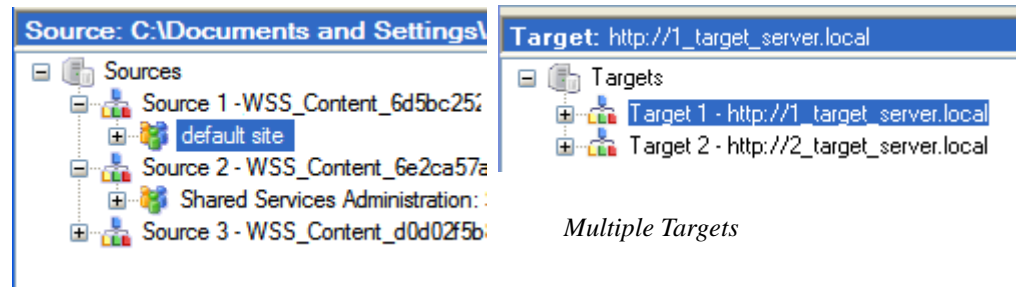 Source: C:\Documents and Settings\
Sources
Source 1 -WSS_Content_6d5bc252
default site
Source 2 - WSS_Content_6e2ca57a
Shared Services Administration:
Source 3 - WSS_Content_d0d02f5b
Target: http://1_target_server.local
Targets
Target 1 - http://1_target_server.local
Target 2 - http://2_target_server.local
Multiple Targets